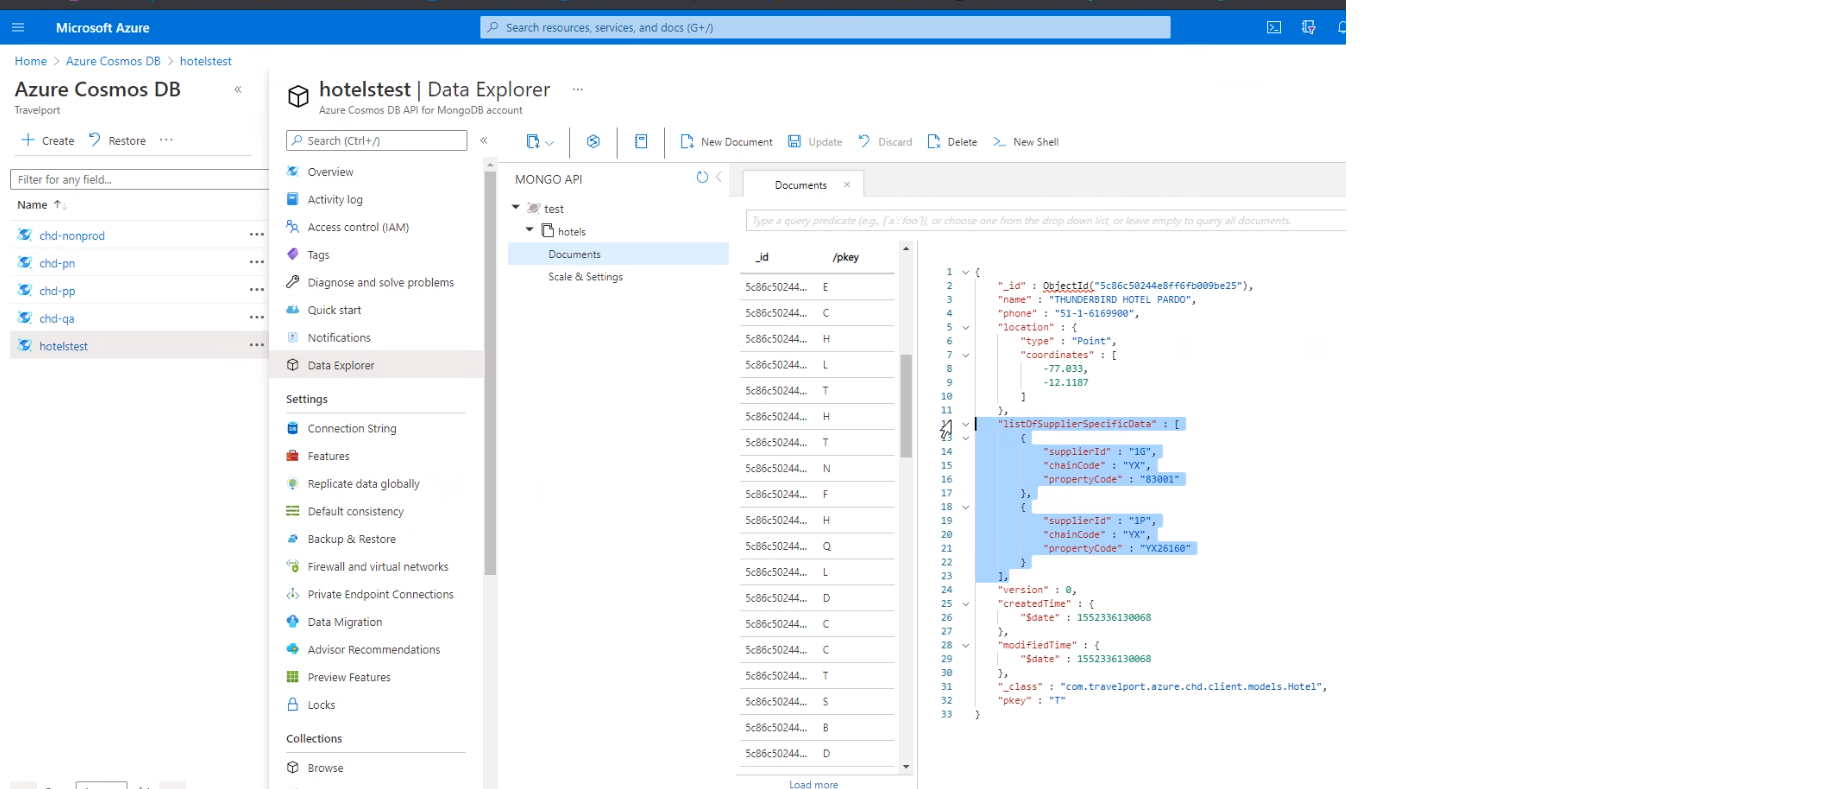 Microsoft Azure
Search resources, services, and docs (G+/)
Home > Azure Cosmos DB > hotelstest
Azure Cosmos DB
Travelport
Create
Restore
Filter for any field...
Name
chd-nonprod
chd-pn
chd-pp
chd-qa
hotelstest
hotelstest | Data Explorer
Azure Cosmos DB API for MongoDB account
Search (Ctrl+/)
Overview
Activity log
Access control (IAM)
Tags
Diagnose and solve problems
Quick start
Notifications
Data Explorer
Settings
Connection String
Features
Replicate data globally
Default consistency
Backup & Restore
Firewall and virtual networks
Private Endpoint Connections
Data Migration
Advisor Recommendations
Preview Features
Locks
Collections
Browse
New Document
Update
Discard
Delete
New Shell
MONGO API
test
hotels
Documents
Scale & Settings
Documents
Type a query predicate (e.g., {'a':'foo'}), or choose one from the drop down list, or leave empty to query all documents.
_id /pkey
5c86c50244... E
5c86c50244... C
5c86c50244... H
5c86c50244... L
5c86c50244... T
5c86c50244... H
5c86c50244... T
5c86c50244... N
5c86c50244... F
5c86c50244... H
5c86c50244... Q
5c86c50244... L
5c86c50244... D
5c86c50244... C
5c86c50244... C
5c86c50244... T
5c86c50244... S
5c86c50244... B
5c86c50244... D
Load more
1 {
2 "_id" : ObjectId("5c86c50244e8ff6fb009be25"),
3 "name" : "THUNDERBIRD HOTEL PARDO",
4 "phone" : "51-1-6169900",
5 "location" : {
6 "type" : "Point",
7 "coordinates" : [
8 -77.033,
9 -12.1187
10 ]
11 },
12 "listOfSupplierSpecificData" : [
13 {
14 "supplierId" : "1G",
15 "chainCode" : "YX",
16 "propertyCode" : "83001"
17 },
18 {
19 "supplierId" : "1P",
20 "chainCode" : "YX",
21 "propertyCode" : "YX26160"
22 }
23 ],
24 "version" : 0,
25 "createdTime" : {
26 "$date" : 1552336130068
27 },
28 "modifiedTime" : {
29 "$date" : 1552336130068
30 },
31 "_class" : "com.travelport.azure.chd.client.models.Hotel",
32 "pkey" : "T"
33 }